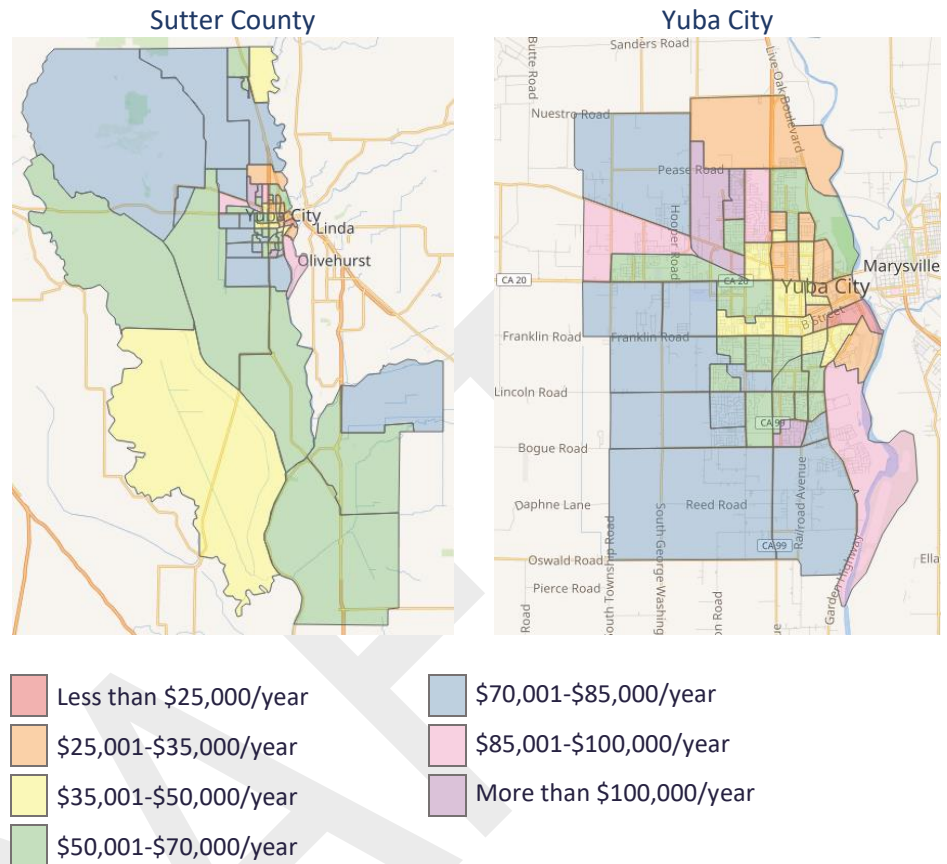 Sutter County
Yuba City
Yuba City
Linda
Olivehurst
Butte Road
Sanders Road
Live Oak Boulevard
Nuestro Road
Pease Road
Hooper Road
Marysville
CA 20
CA 20
Yuba City
B Street
Franklin Road
Franklin Road
Lincoln Road
CA 99
Bogue Road
Daphne Lane
Reed Road
Railroad Avenue
South Township Road
South George Washing
CA 99
Oswald Road
Garden Highway
Ella
Pierce Road
Road
on Road
Less than $25,000/year
$25,001-$35,000/year
$35,001-$50,000/year
$50,001-$70,000/year
$70,001-$85,000/year
$85,001-$100,000/year
More than $100,000/year